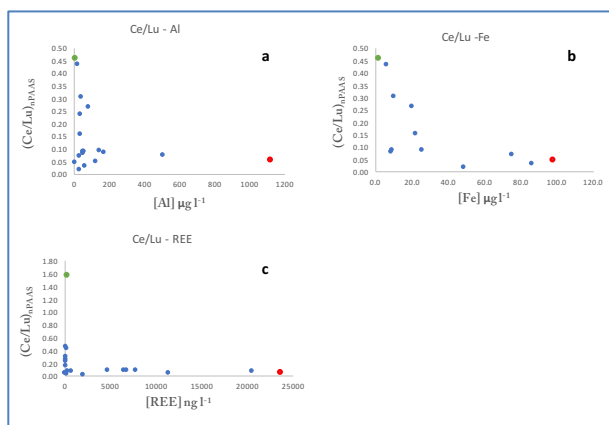 Ce/Lu - Al
a
(Ce/Lu)nPAAS
0.50
0.45
0.40
0.35
0.30
0.25
0.20
0.15
0.10
0.05
0.00
0 200 400 600 800 1000 1200
[Al] µg l-1
Ce/Lu -Fe
b
(Ce/Lu)nPAAS
0.50
0.45
0.40
0.35
0.30
0.25
0.20
0.15
0.10
0.05
0.00
0.0 20.0 40.0 60.0 80.0 100.0 120.0
[Fe] µg l-1
Ce/Lu - REE
c
(Ce/Lu)nPAAS
1.80
1.60
1.40
1.20
1.00
0.80
0.60
0.40
0.20
0.00
0 5000 10000 15000 20000 25000
[REE] ng l-1